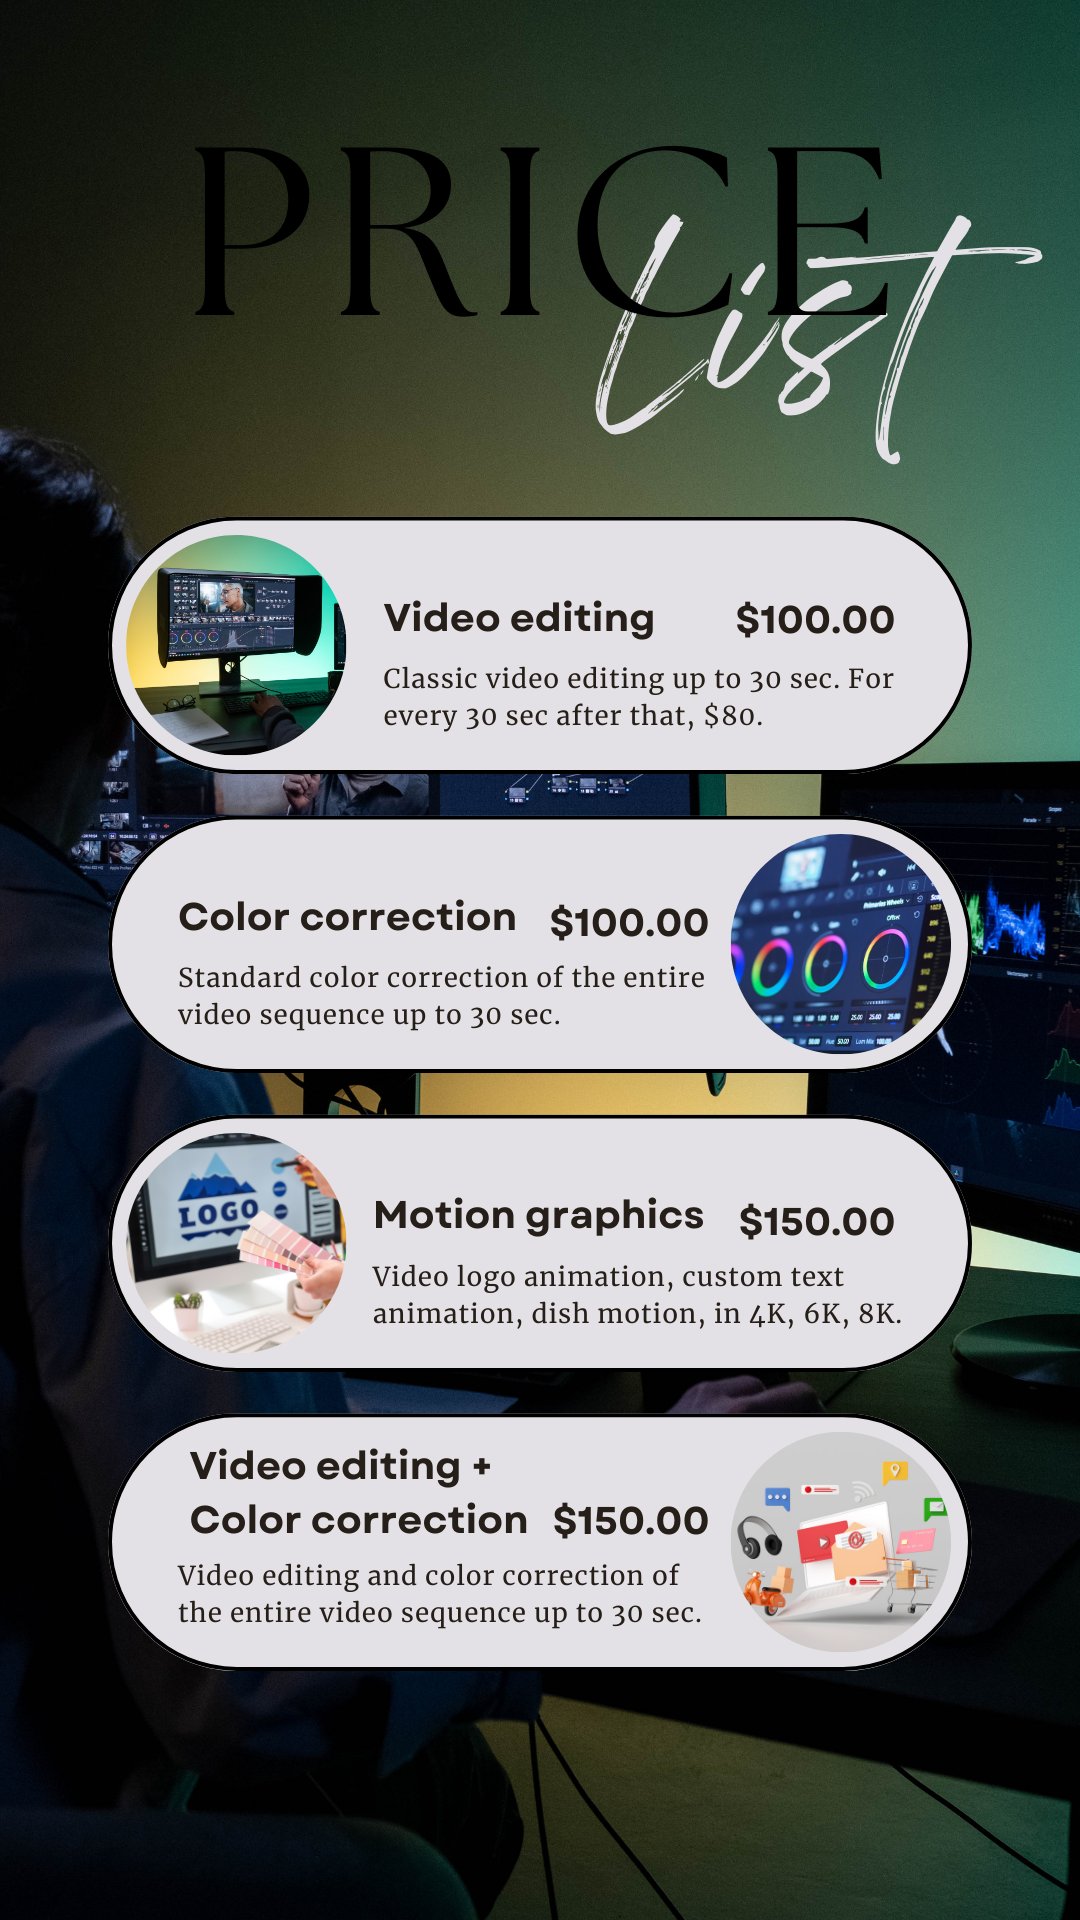 PRICE
List
Video editing $100.00
Classic video editing up to 30 sec. For
every 30 sec after that, $80.
Color correction $100.00
Standard color correction of the entire
video sequence up to 30 sec.
LOGO
Motion graphics $150.00
Video logo animation, custom text
animation, dish motion, in 4K, 6K, 8K.
Video editing +
Color correction $150.00
Video editing and color correction of
the entire video sequence up to 30 sec.